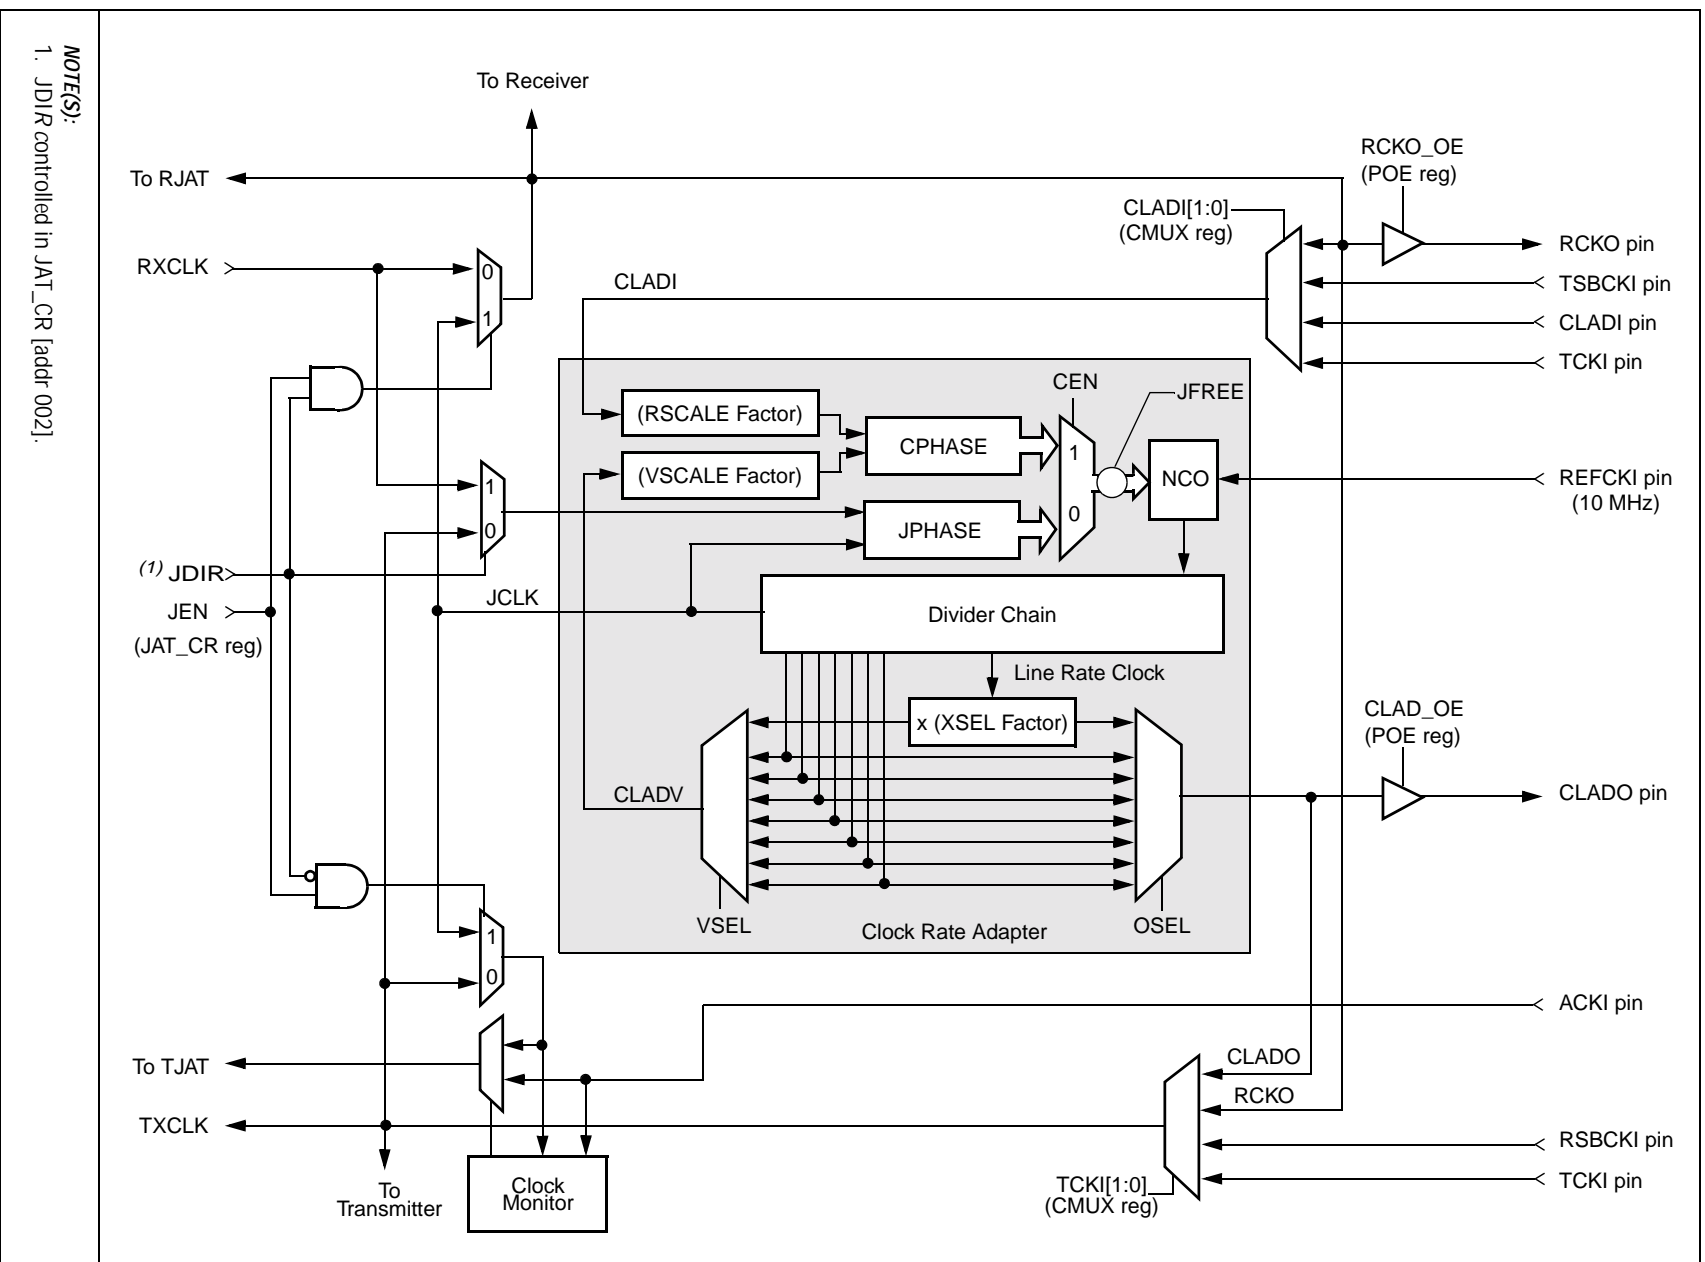 NOTE(S):
1. JDIR controlled in JAT_CR [addr 002].
To Receiver
To RJAT
RCKO_OE
(POE reg)
CLADI[1:0]
(CMUX reg)
RXCLK
0
1
CLADI
RCKO pin
TSBCKI pin
CLADI pin
TCKI pin
CEN
JFREE
(RSCALE Factor)
(VSCALE Factor)
CPHASE
1
0
NCO
REFCKI pin
(10 MHz)
1
0
JPHASE
(1) JDIR
JEN
(JAT_CR reg)
JCLK
Divider Chain
Line Rate Clock
x (XSEL Factor)
CLAD_OE
(POE reg)
CLADV
CLADO pin
VSEL
Clock Rate Adapter
OSEL
1
0
ACKI pin
To TJAT
CLADO
RCKO
TXCLK
RSBCKI pin
TCKI pin
TCKI[1:0]
(CMUX reg)
To
Transmitter
Clock
Monitor